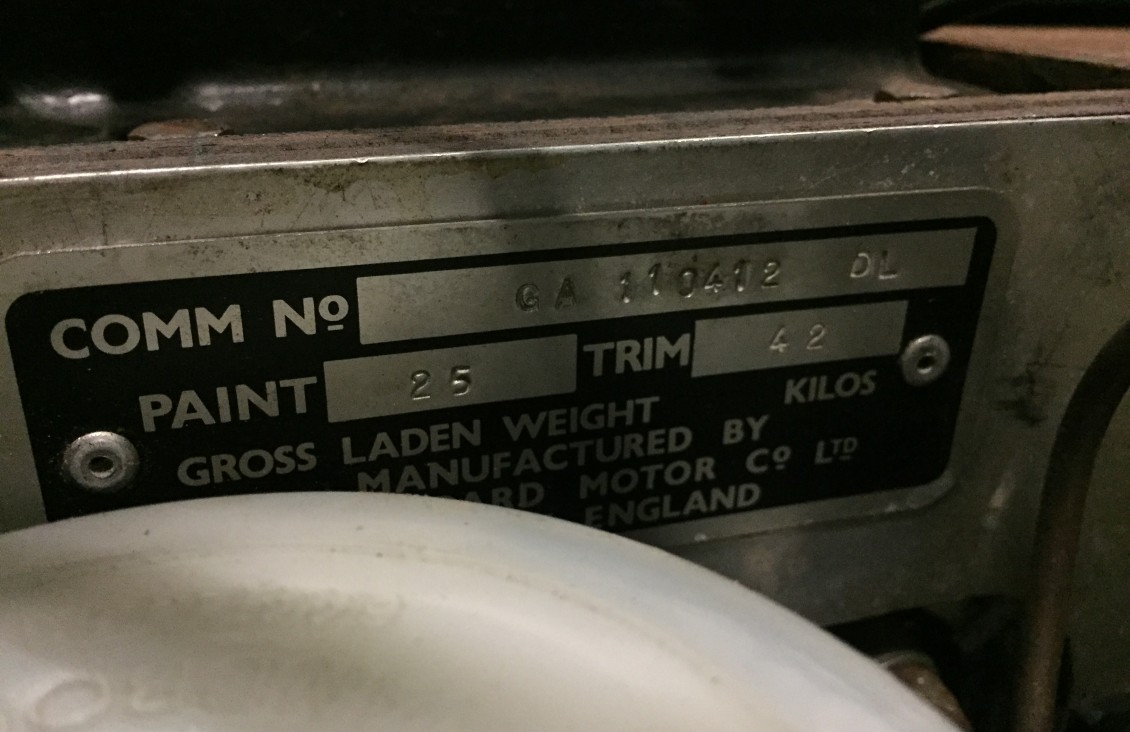 COMM Nº GA 110412 DL
PAINT 25 TRIM 42
GROSS LADEN WEIGHT KILOS
MANUFACTURED BY
MOTOR Cº LTD
ENGLAND